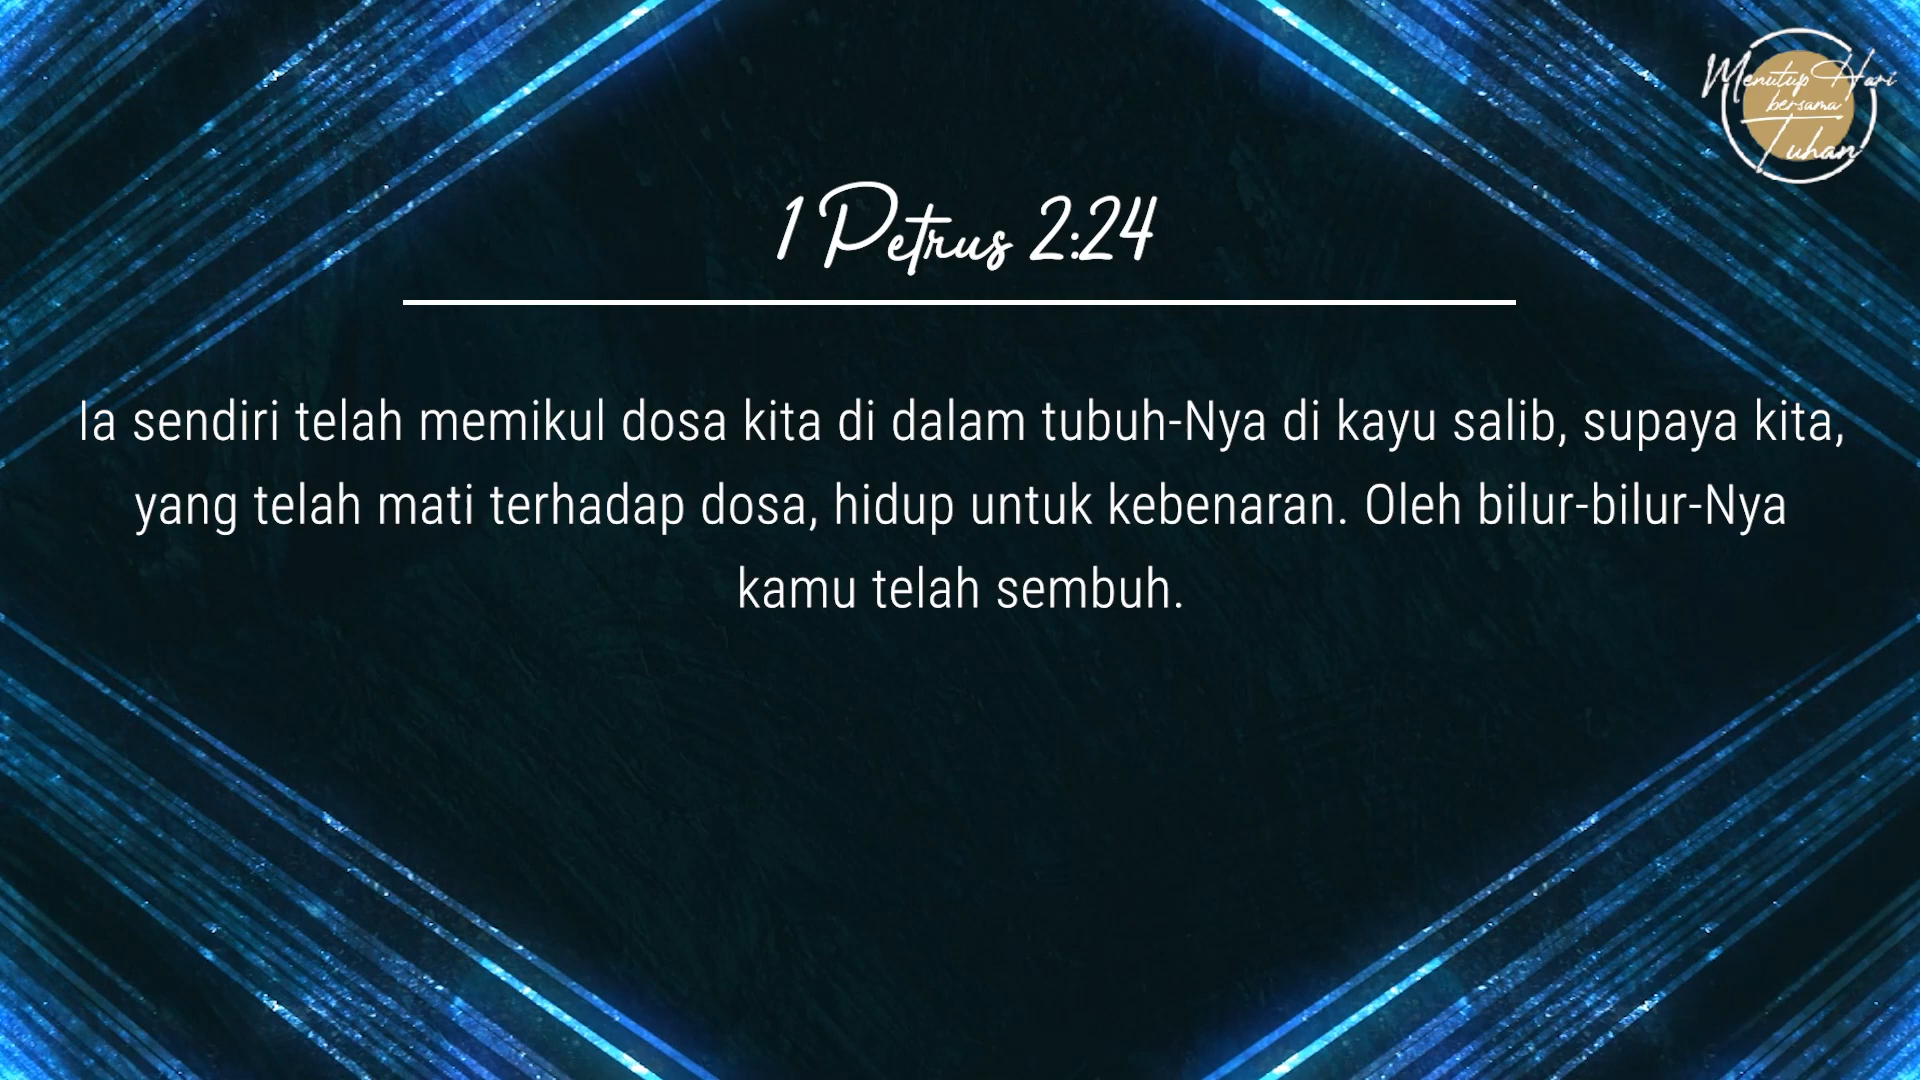 Menutup Hari
bersama
Tuhan
1 Petrus 2:24
Ia sendiri telah memikul dosa kita di dalam tubuh-Nya di kayu salib, supaya kita,
yang telah mati terhadap dosa, hidup untuk kebenaran. Oleh bilur-bilur-Nya
kamu telah sembuh.